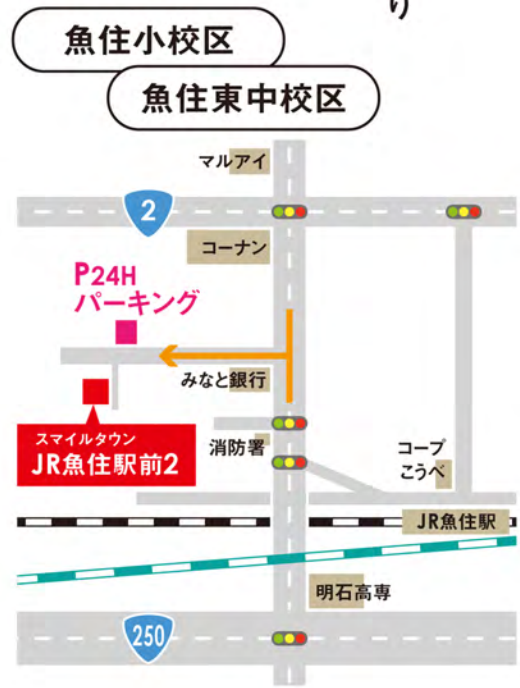 り
魚住小校区
魚住東中校区
マルアイ
2
コーナン
P24H
パーキング
みなと銀行
スマイルタウン
JR魚住駅前2
消防署
コープ
こうべ
JR魚住駅
明石高専
250